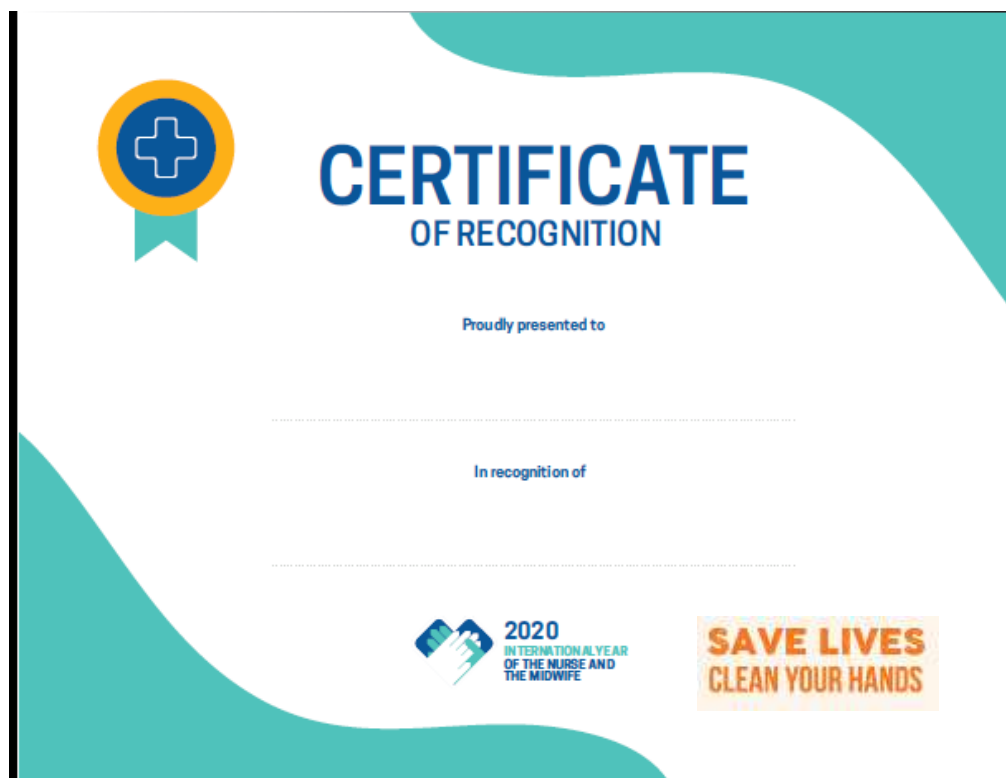 CERTIFICATE
OF RECOGNITION
Proudly presented to
In recognition of
2020
INTERNATIONAL YEAR
OF THE NURSE AND
THE MIDWIFE
SAVE LIVES
CLEAN YOUR HANDS